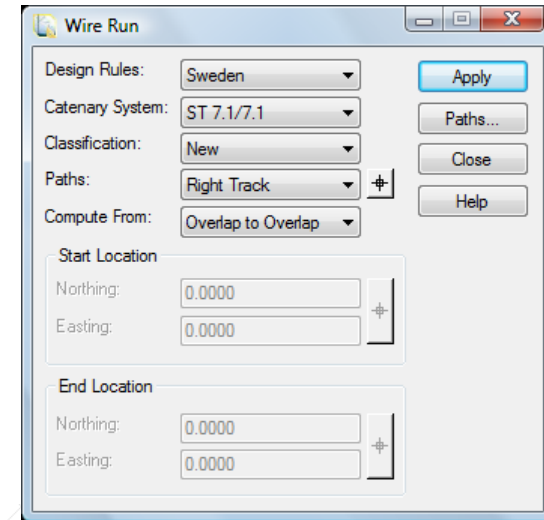 Wire Run
Design Rules: Sweden Apply
Catenary System: ST 7.1/7.1 Paths...
Classification: New Close
Paths: Right Track Help
Compute From: Overlap to Overlap
Start Location
Northing: 0.0000
Easting: 0.0000
End Location
Northing: 0.0000
Easting: 0.0000